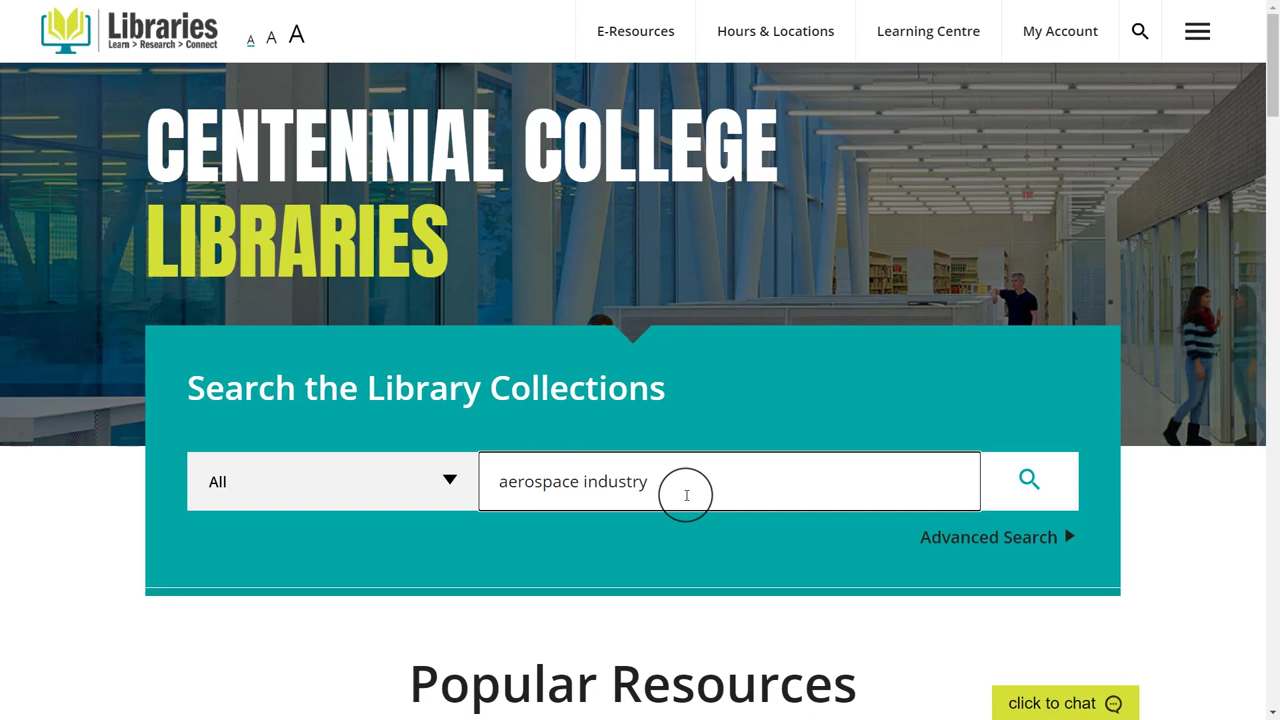 Libraries
Learn > Research > Connect
A A A
E-Resources
Hours & Locations
Learning Centre
My Account
CENTENNIAL COLLEGE
LIBRARIES
Search the Library Collections
All
aerospace industry
Advanced Search
Popular Resources
click to chat